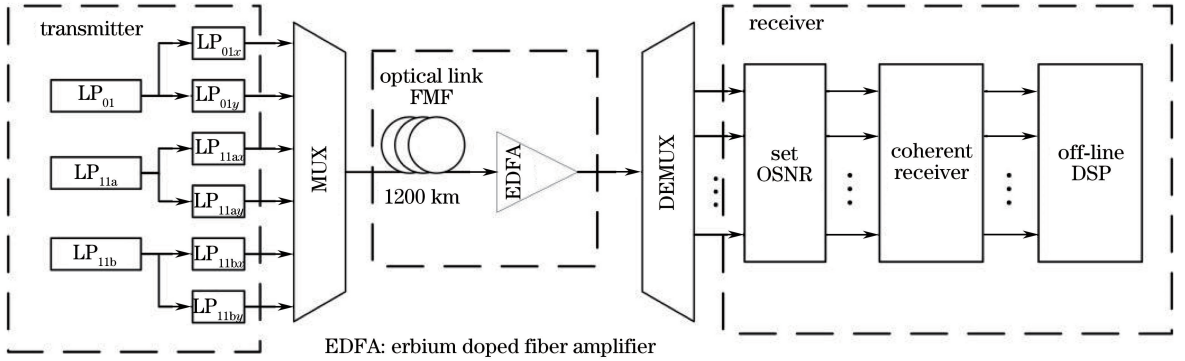 transmitter
LP01
LP01x
LP01y
LP11a
LP11ax
LP11ay
LP11b
LP11bx
LP11by
MUX
optical link
FMF
1200 km
EDFA
DEMUX
receiver
set
OSNR
coherent
receiver
off-line
DSP
EDFA: erbium doped fiber amplifier